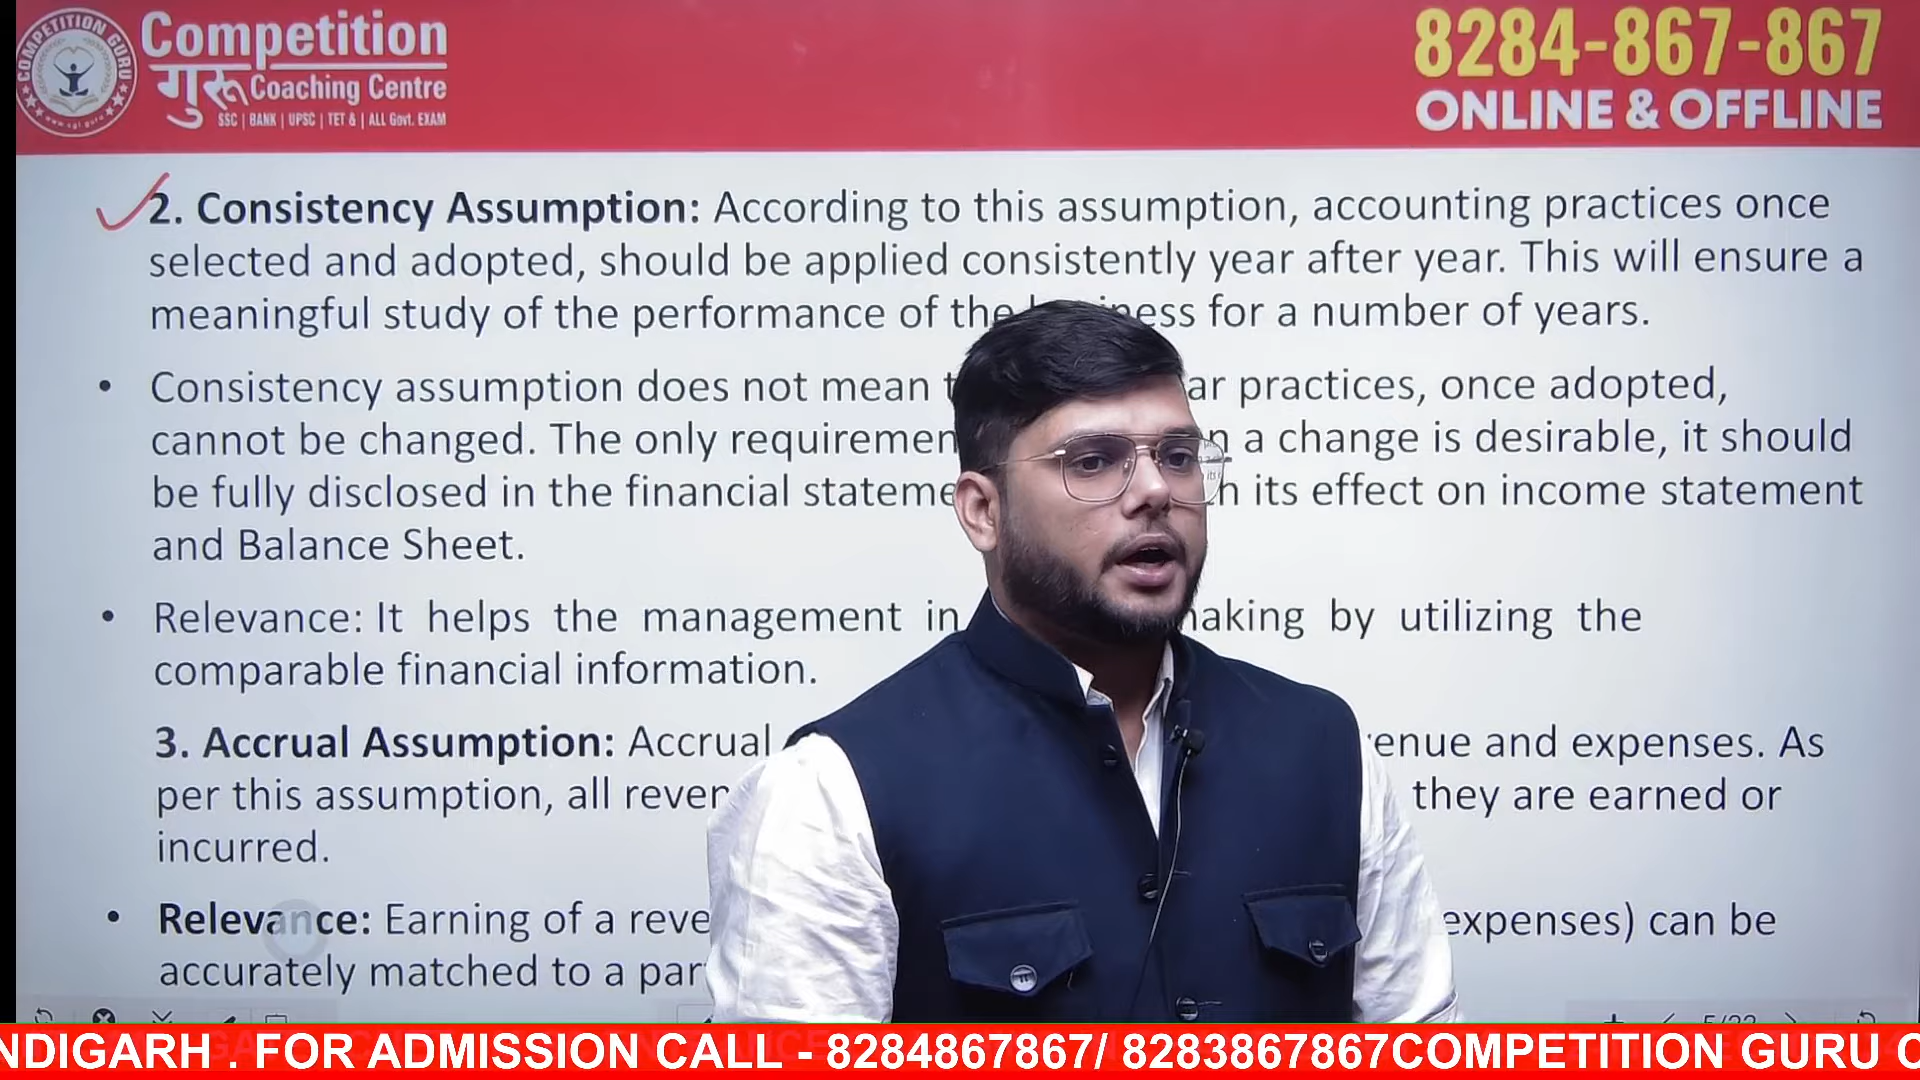 COMPETITION GURU
Competition
गुरू Coaching Centre
SSC | BANK | UPSC | TET & | ALL Govt. EXAM
8284-867-867
ONLINE & OFFLINE
2. Consistency Assumption: According to this assumption, accounting practices once
selected and adopted, should be applied consistently year after year. This will ensure a
meaningful study of the performance of the ness for a number of years.
• Consistency assumption does not mean ar practices, once adopted,
cannot be changed. The only requiremen n a change is desirable, it should
be fully disclosed in the financial stateme h its effect on income statement
and Balance Sheet.
• Relevance: It helps the management in making by utilizing the
comparable financial information.
3. Accrual Assumption: Accrual enue and expenses. As
per this assumption, all reven they are earned or
incurred.
• Relevance: Earning of a reve expenses) can be
accurately matched to a par
5/22
NDIGARH . FOR ADMISSION CALL - 8284867867/ 8283867867COMPETITION GURU C